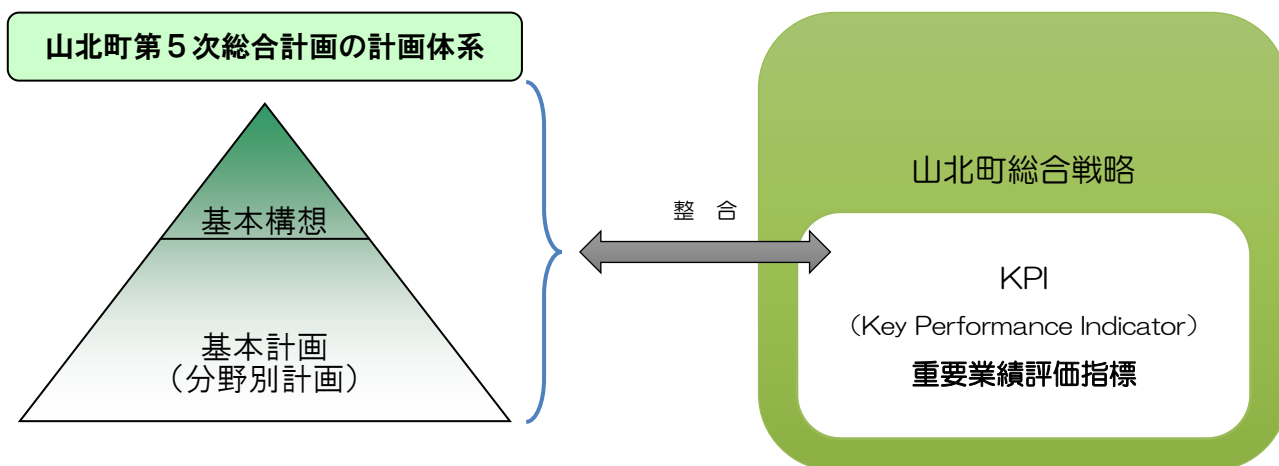 山北町第５次総合計画の計画体系
基本構想
基本計画
（分野別計画）
整　合
山北町総合戦略
KPI
（Key Performance Indicator）
重要業績評価指標